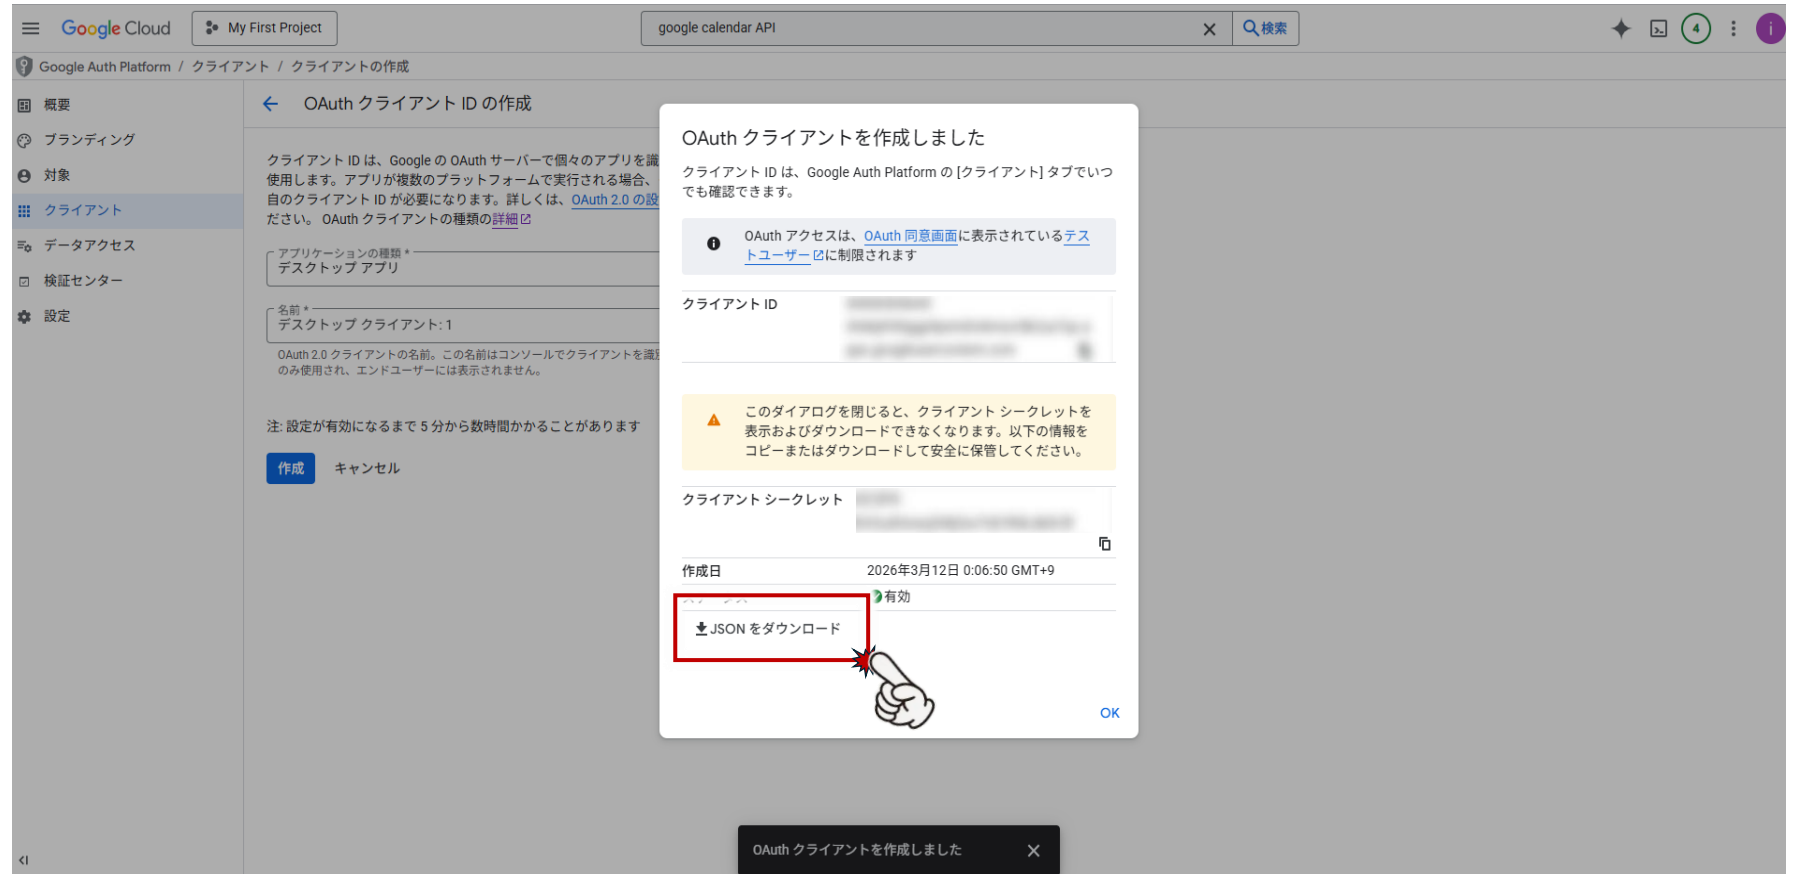 Google Cloud
My First Project
google calendar API
検索
4
i
Google Auth Platform / クライアント / クライアントの作成
概要
ブランディング
対象
クライアント
データアクセス
検証センター
設定
OAuth クライアント ID の作成
クライアント ID は、Google の OAuth サーバーで個々のアプリを識
使用します。アプリが複数のプラットフォームで実行される場合、
自のクライアント ID が必要になります。詳しくは、OAuth 2.0 の設
ださい。 OAuth クライアントの種類の詳細
アプリケーションの種類 *
デスクトップ アプリ
名前 *
デスクトップ クライアント: 1
OAuth 2.0 クライアントの名前。この名前はコンソールでクライアントを識
のみ使用され、エンドユーザーには表示されません。
注: 設定が有効になるまで 5 分から数時間かかることがあります
作成
キャンセル
OAuth クライアントを作成しました
クライアント ID は、Google Auth Platform の [クライアント] タブでいつ
でも確認できます。
OAuth アクセスは、OAuth 同意画面に表示されているテス
トユーザー に制限されます
クライアント ID
このダイアログを閉じると、クライアント シークレットを
表示およびダウンロードできなくなります。以下の情報を
コピーまたはダウンロードして安全に保管してください。
クライアント シークレット
作成日
2026年3月12日 0:06:50 GMT+9
有効
JSON をダウンロード
OK
OAuth クライアントを作成しました